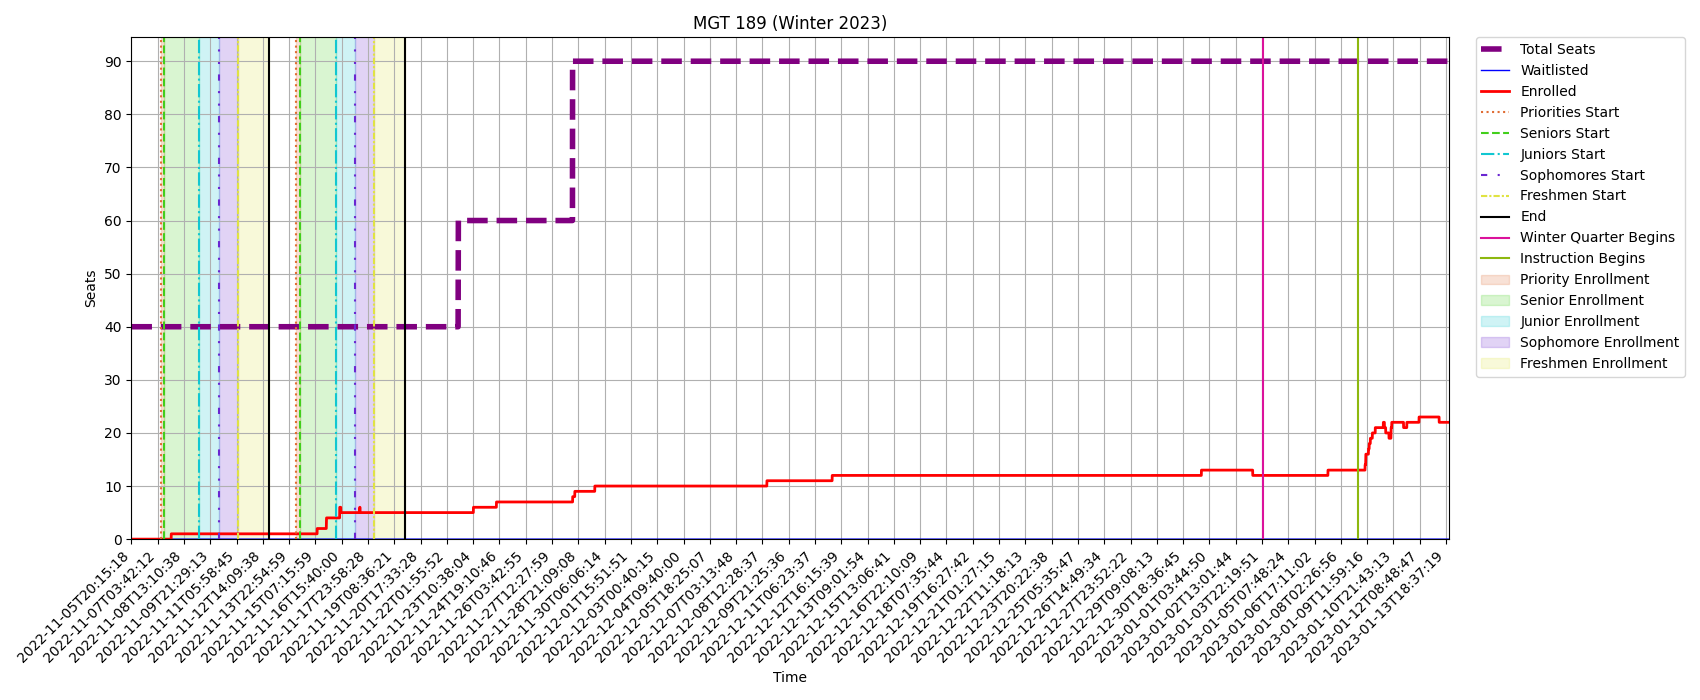 MGT 189 (Winter 2023)
Seats
90
80
70
60
50
40
30
20
10
0
2022-11-05T20:15:18
2022-11-07T03:42:12
2022-11-08T13:10:38
2022-11-09T21:29:13
2022-11-11T05:58:45
2022-11-12T14:09:38
2022-11-13T22:54:59
2022-11-15T07:15:59
2022-11-16T15:40:00
2022-11-17T23:58:28
2022-11-19T08:36:21
2022-11-20T17:33:28
2022-11-22T01:55:52
2022-11-23T10:38:04
2022-11-24T19:10:46
2022-11-26T03:42:55
2022-11-27T12:27:59
2022-11-28T21:09:08
2022-11-30T06:06:14
2022-12-01T15:51:51
2022-12-03T00:40:15
2022-12-04T09:40:00
2022-12-05T18:25:07
2022-12-07T03:13:48
2022-12-08T12:28:37
2022-12-09T21:25:36
2022-12-11T06:23:37
2022-12-12T16:15:39
2022-12-13T09:01:54
2022-12-15T13:06:41
2022-12-16T22:10:09
2022-12-18T07:35:44
2022-12-19T16:27:42
2022-12-21T01:27:15
2022-12-22T11:18:13
2022-12-23T20:22:38
2022-12-25T05:35:47
2022-12-26T14:49:34
2022-12-27T23:52:22
2022-12-29T09:08:13
2022-12-30T18:36:45
2023-01-01T03:44:50
2023-01-02T13:01:44
2023-01-03T22:19:51
2023-01-05T07:48:24
2023-01-06T17:11:02
2023-01-08T02:26:56
2023-01-09T11:59:16
2023-01-10T21:43:13
2023-01-12T08:48:47
2023-01-13T18:37:19
Time
Total Seats
Waitlisted
Enrolled
Priorities Start
Seniors Start
Juniors Start
Sophomores Start
Freshmen Start
End
Winter Quarter Begins
Instruction Begins
Priority Enrollment
Senior Enrollment
Junior Enrollment
Sophomore Enrollment
Freshmen Enrollment